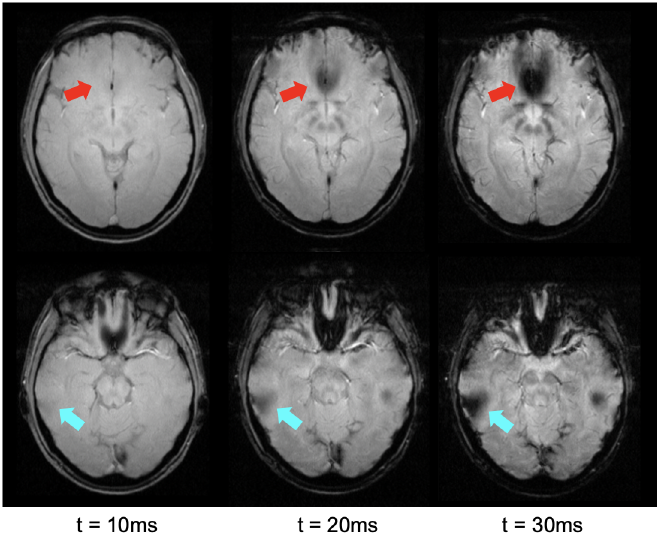 t = 10ms
t = 20ms
t = 30ms